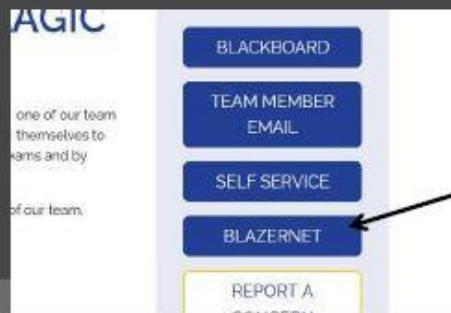 AGIC
one of our team
themselves to
ams and by
of our team.
BLACKBOARD
TEAM MEMBER
EMAIL
SELF SERVICE
BLAZERNET
REPORT A